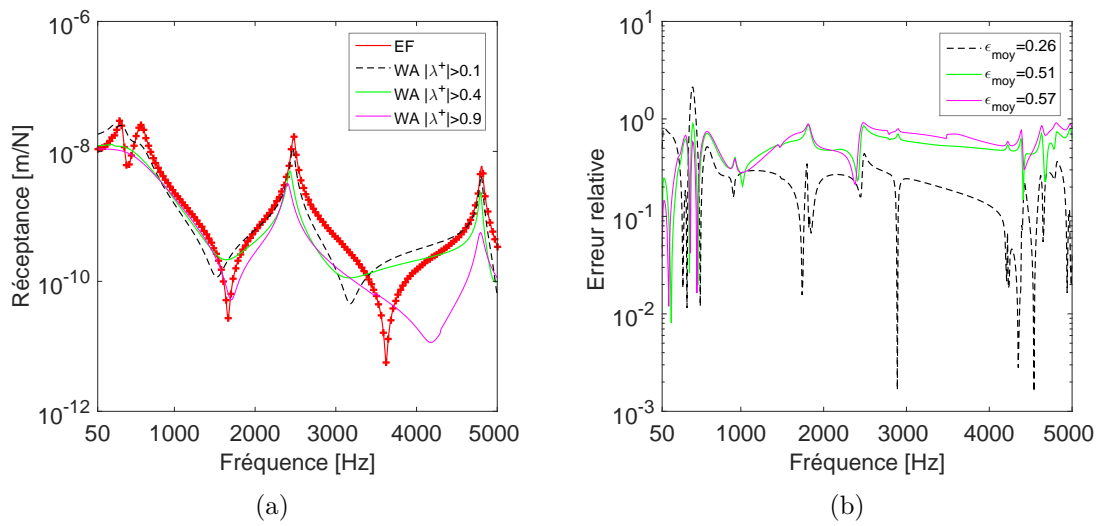 10^-6
10^-8
10^-10
10^-12
Réceptance [m/N]
EF
WA |λ^+|>0.1
WA |λ^+|>0.4
WA |λ^+|>0.9
50 1000 2000 3000 4000 5000
Fréquence [Hz]
(a)
10^1
10^0
10^-1
10^-2
10^-3
Erreur relative
ϵ_moy=0.26
ϵ_moy=0.51
ϵ_moy=0.57
50 1000 2000 3000 4000 5000
Fréquence [Hz]
(b)